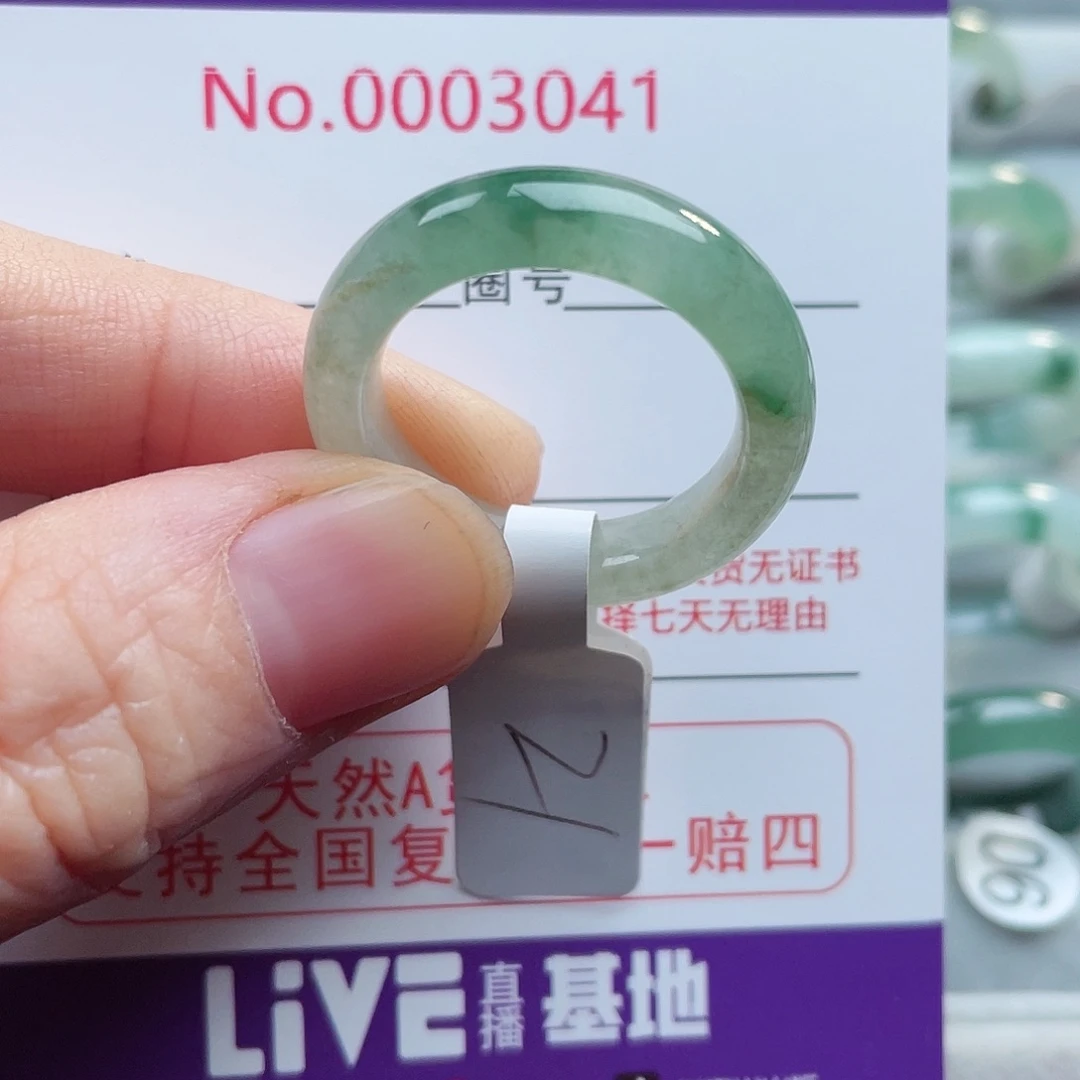 No.0003041
圈号
货无证书
择七天无理由
天然A货
持全国复
一赔四
LiVE直播基地
90